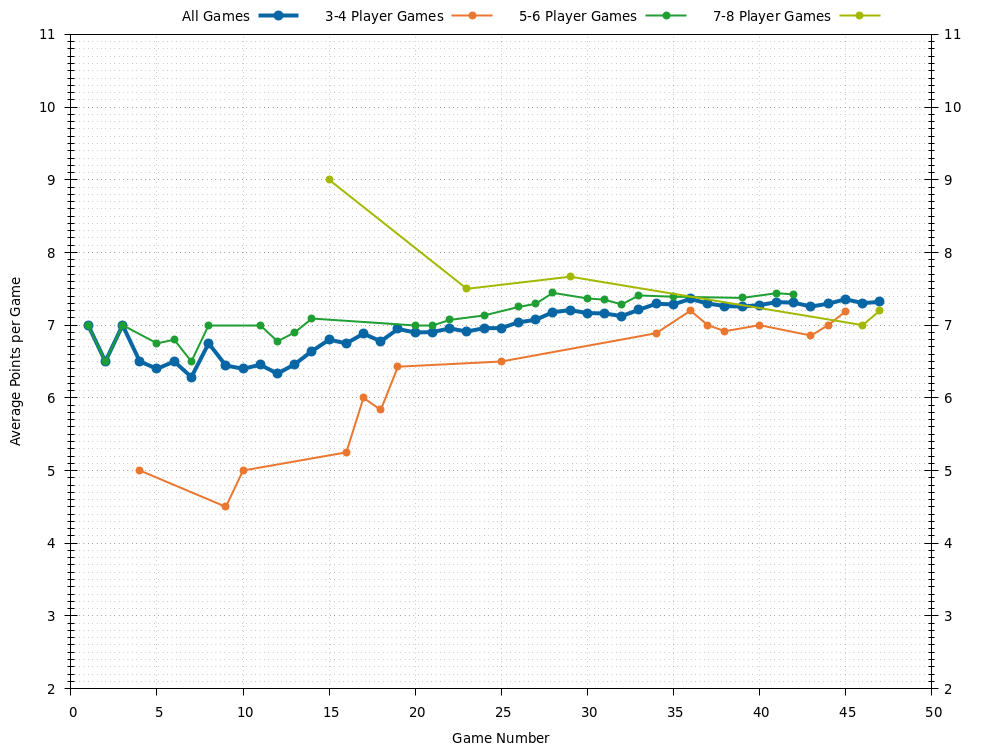 All Games 3-4 Player Games 5-6 Player Games 7-8 Player Games
11 11
10 10
9 9
8 8
7 7
6 6
5 5
4 4
3 3
2 2
0 5 10 15 20 25 30 35 40 45 50
Average Points per Game
Game Number